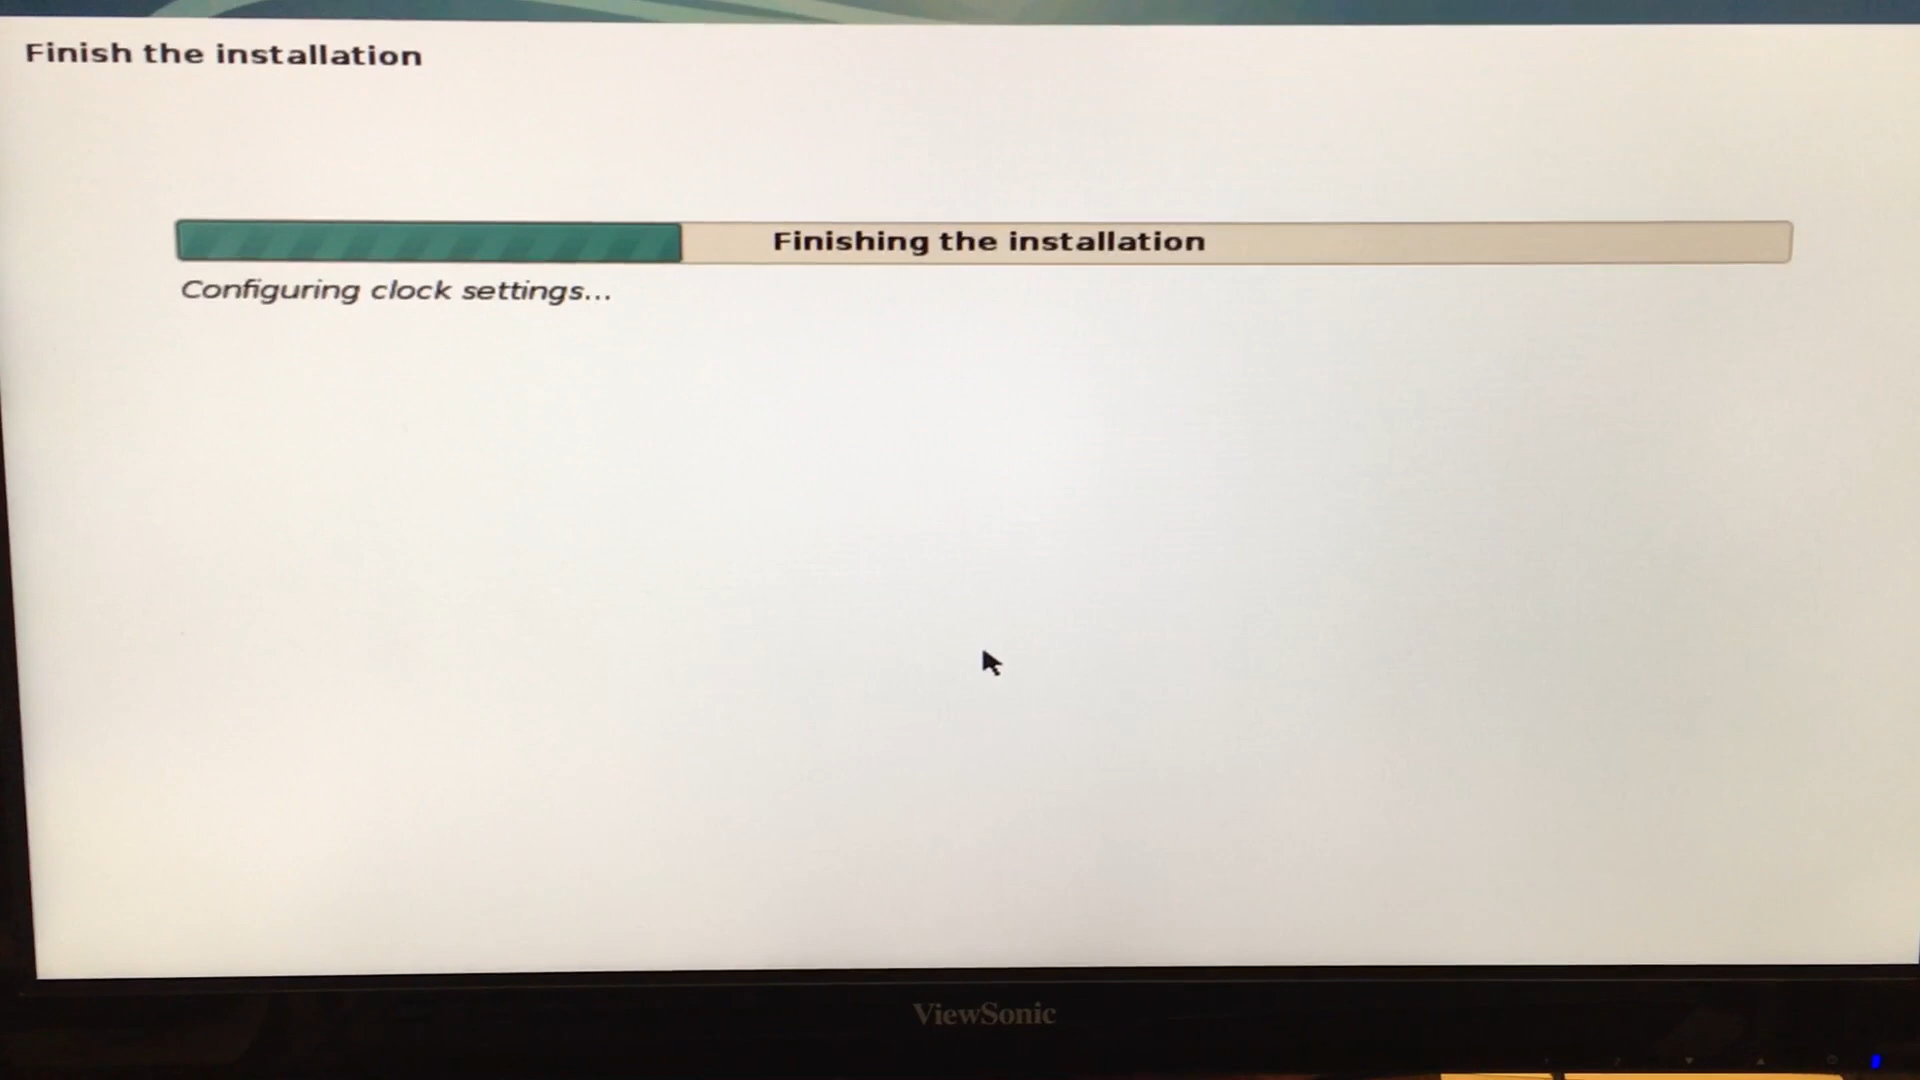 Finish the installation
Finishing the installation
Configuring clock settings...
ViewSonic